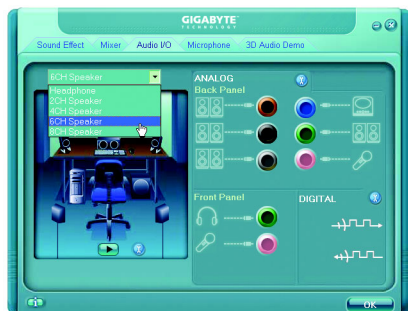 GIGABYTE
TECHNOLOGY
Sound Effect Mixer Audio I/O Microphone 3D Audio Demo
6CH Speaker
Headphone
2CH Speaker
4CH Speaker
6CH Speaker
8CH Speaker
ANALOG
Back Panel
Front Panel
DIGITAL
OK